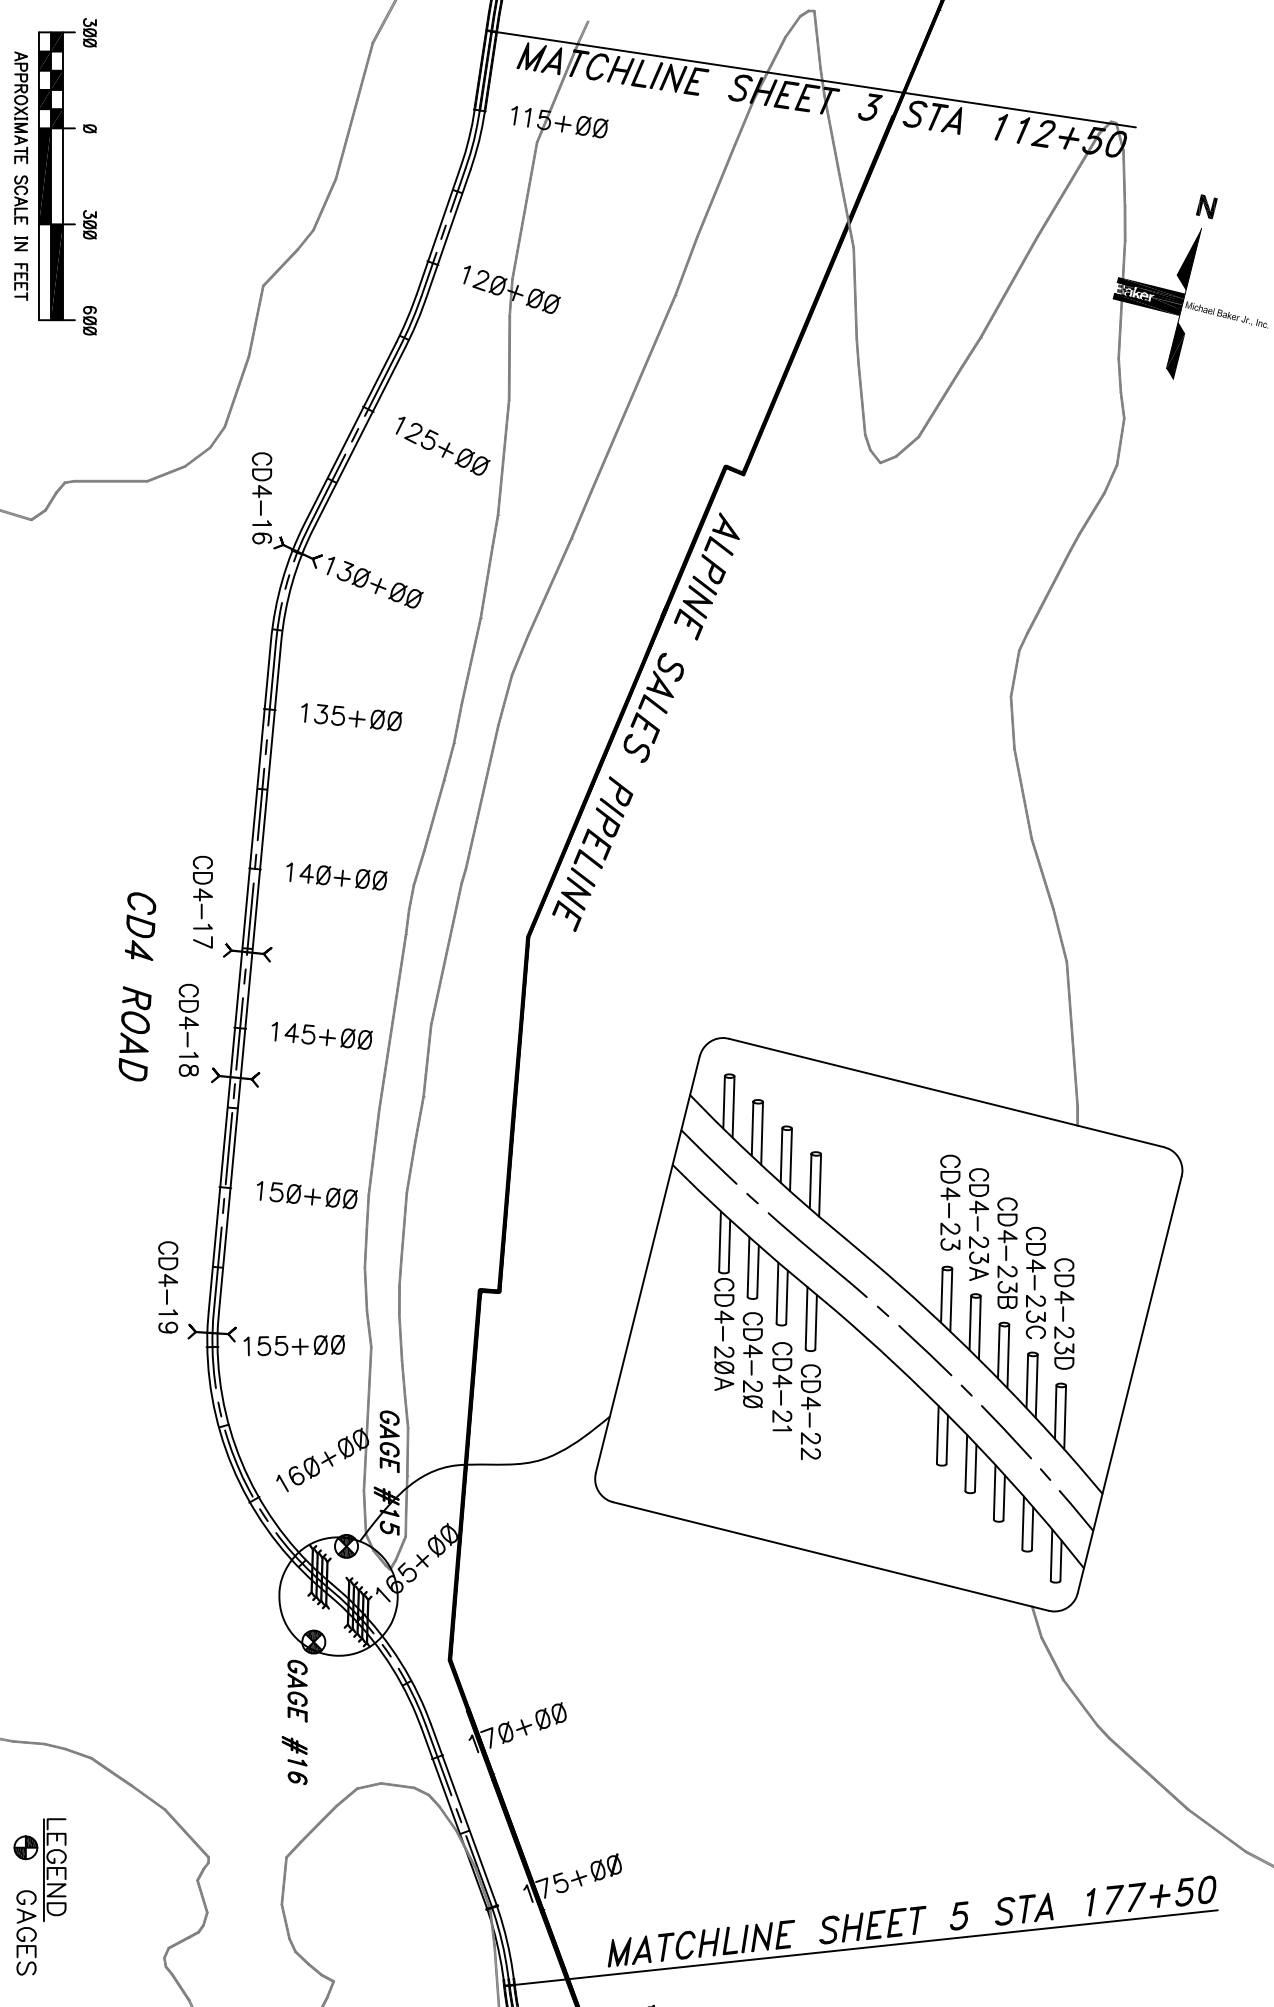 MATCHLINE SHEET 3 STA 112+50
115+00
120+00
125+00
130+00
135+00
140+00
145+00
150+00
155+00
160+00
165+00
170+00
175+00
N
Baker
Michael Baker Jr., Inc.
300 0 300 600
APPROXIMATE SCALE IN FEET
ALPINE SALES PIPELINE
CD4-16
CD4-17
CD4-18
CD4-19
CD4 ROAD
CD4-23D
CD4-23C
CD4-23B
CD4-23A
CD4-23
CD4-22
CD4-21
CD4-20
CD4-20A
GAGE #15
GAGE #16
MATCHLINE SHEET 5 STA 177+50
LEGEND
GAGES